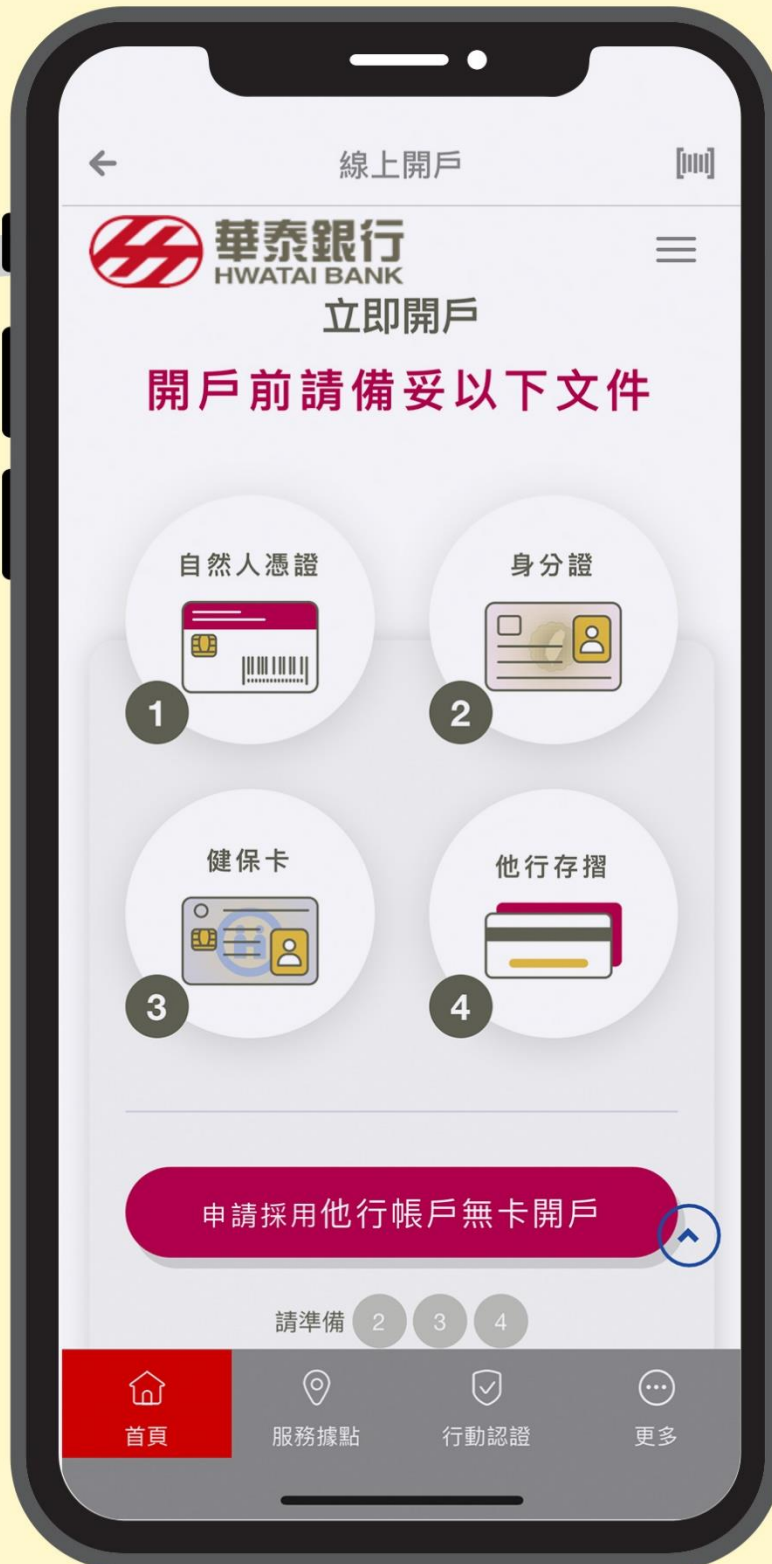 線上開戶
華泰銀行
HWATAI BANK
立即開戶
開戶前請備妥以下文件
自然人憑證
1
身分證
2
健保卡
3
他行存摺
4
申請採用他行帳戶無卡開戶
請準備 2 3 4
首頁
服務據點
行動認證
更多